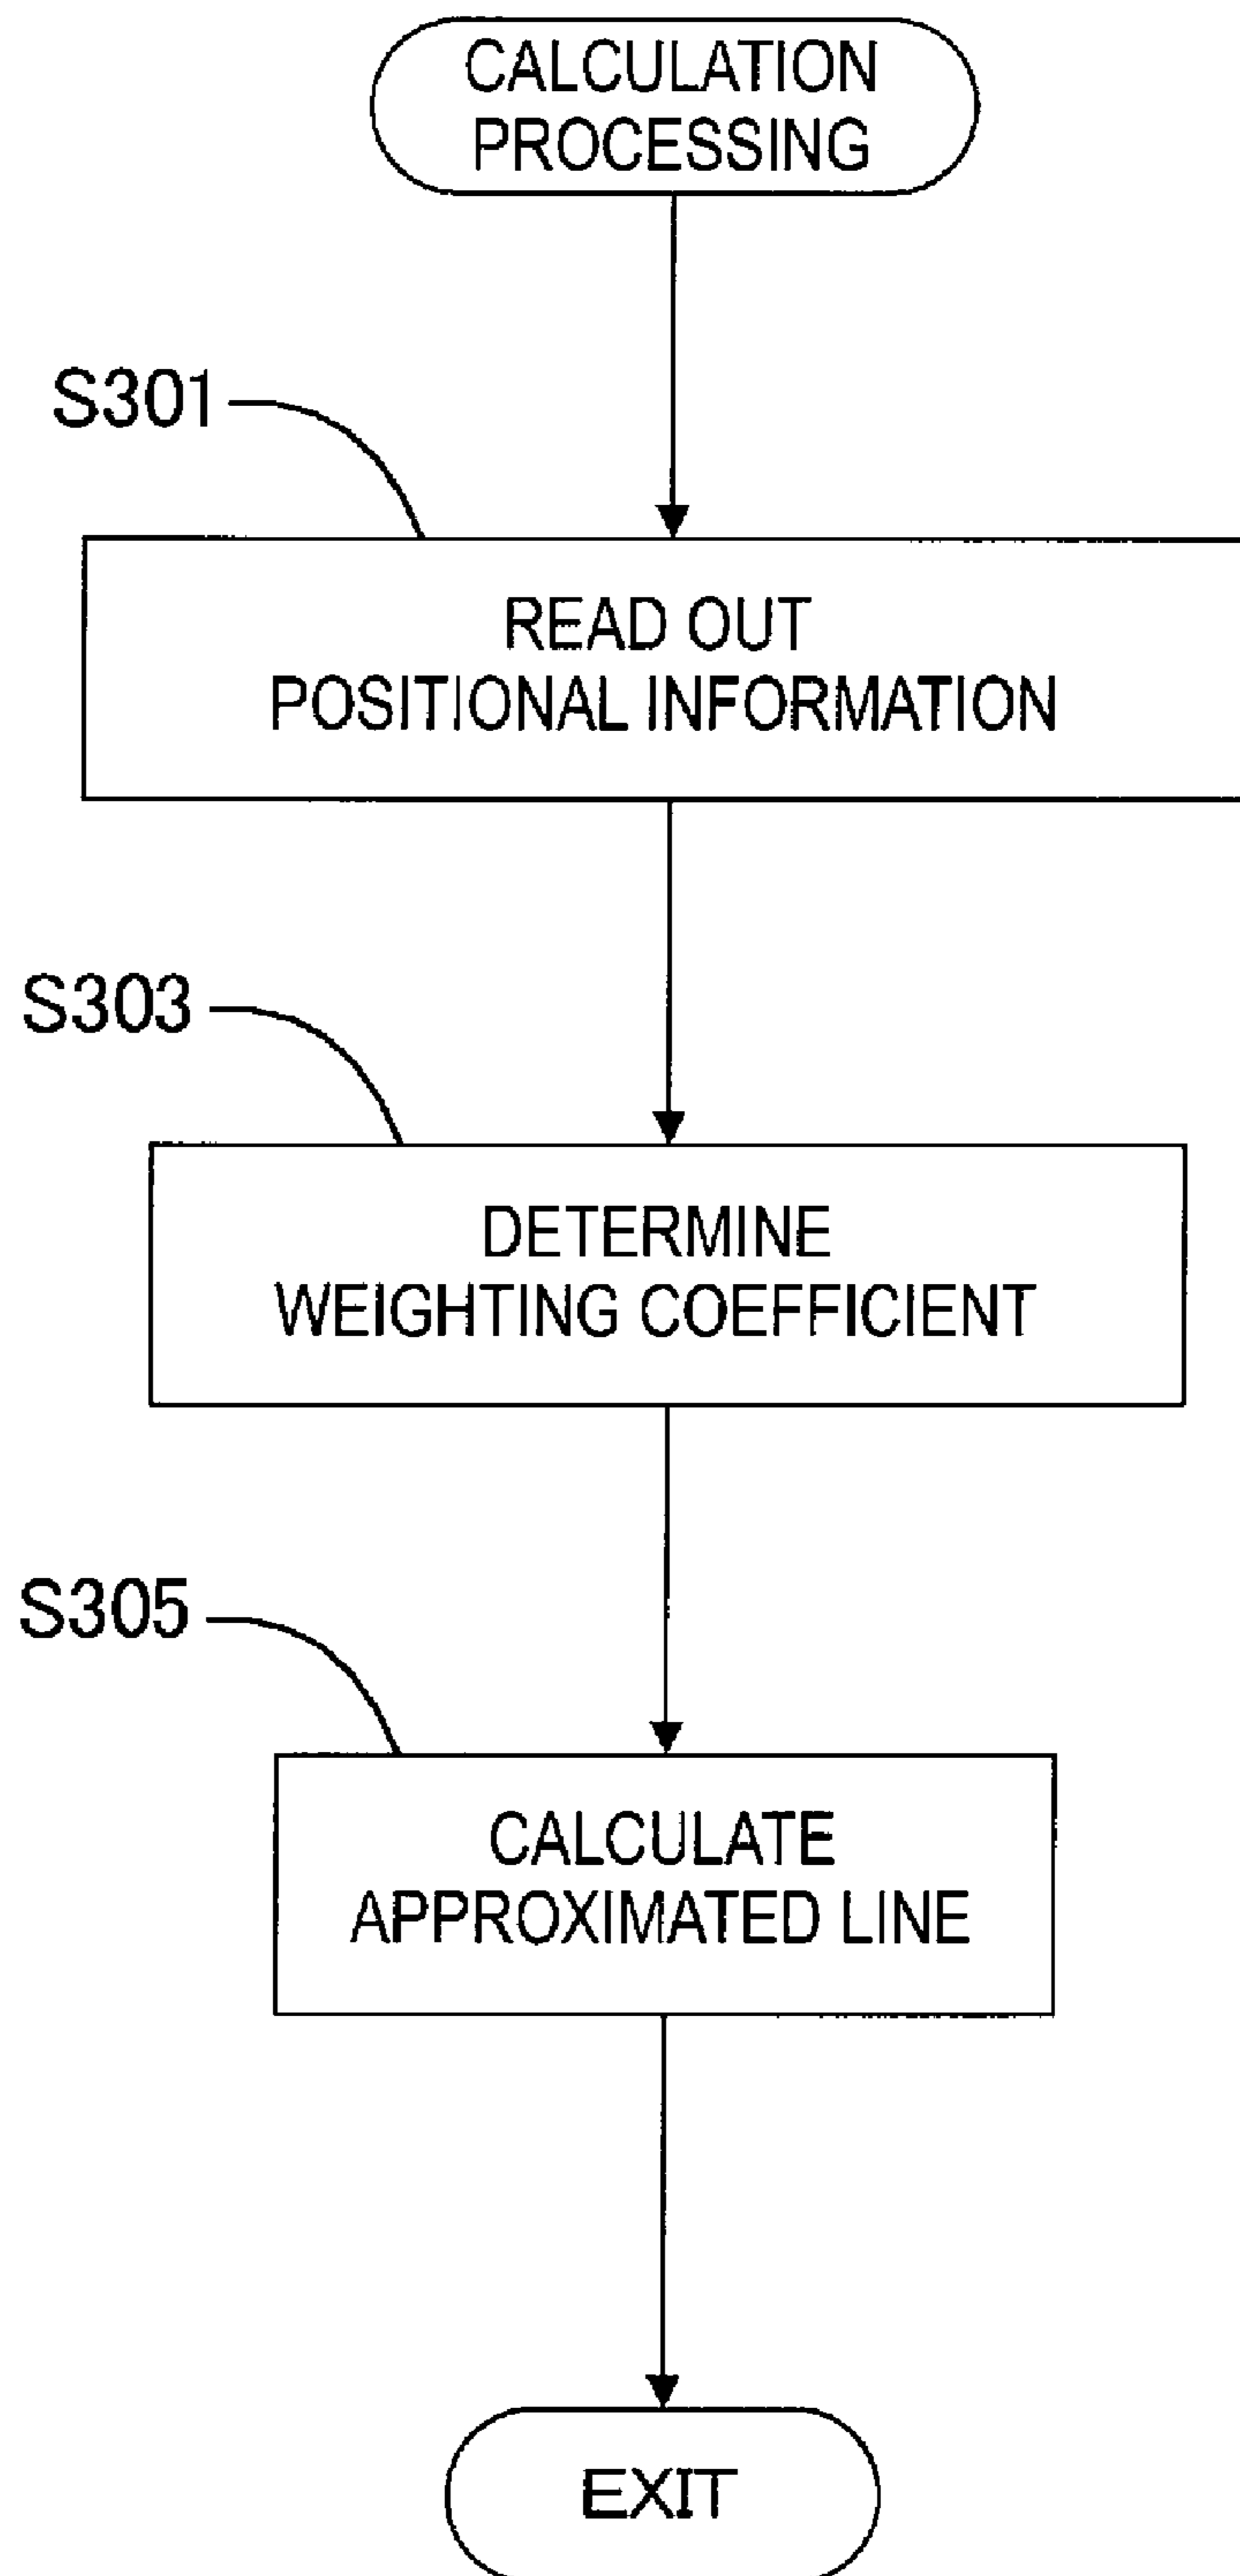 CALCULATION
PROCESSING
S301
READ OUT
POSITIONAL INFORMATION
S303
DETERMINE
WEIGHTING COEFFICIENT
S305
CALCULATE
APPROXIMATED LINE
EXIT